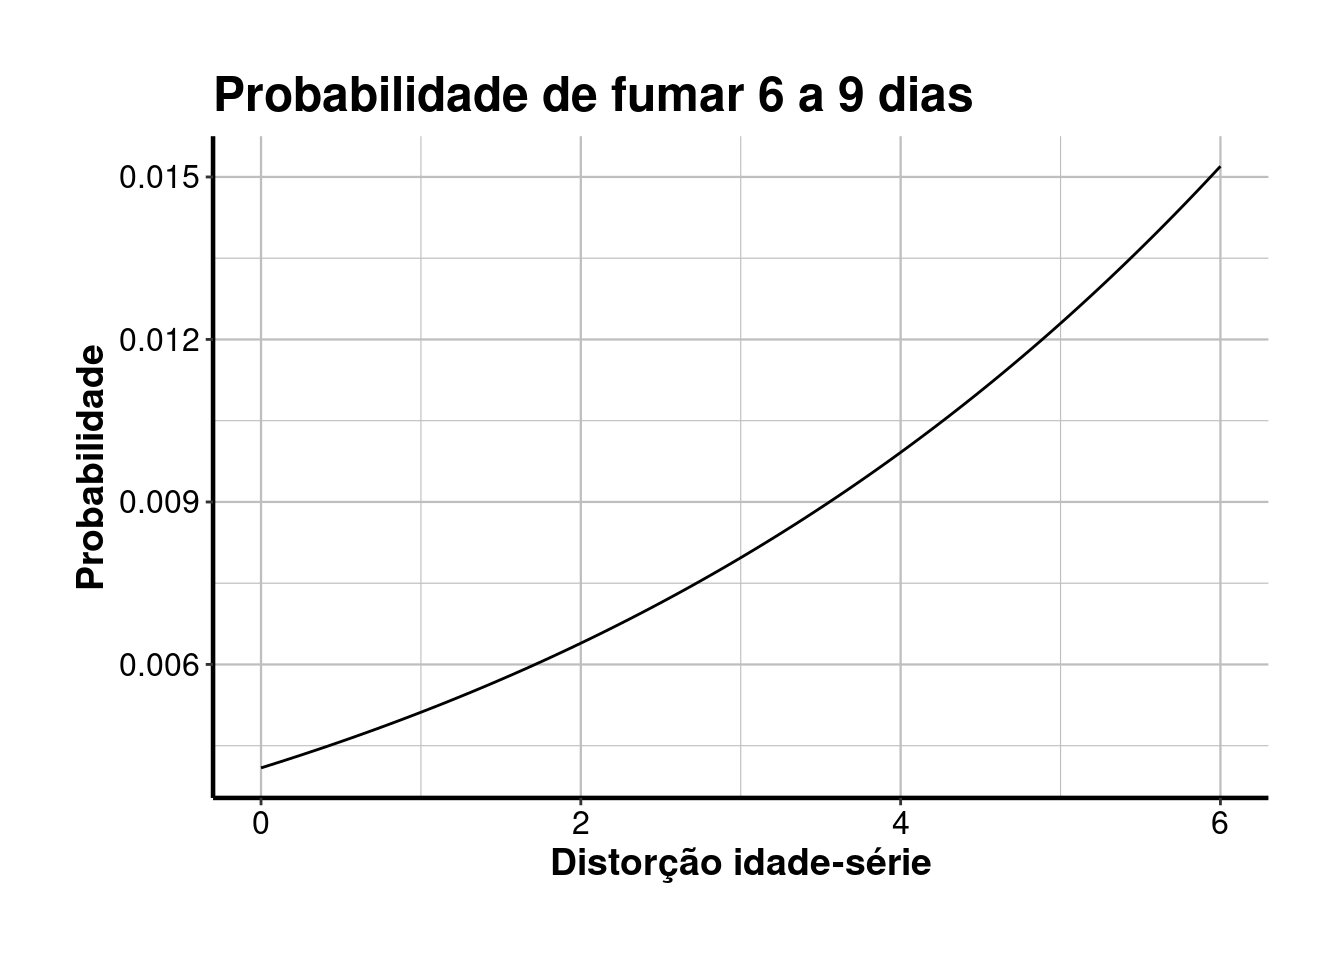 Probabilidade de fumar 6 a 9 dias
Probabilidade
0.015
0.012
0.009
0.006
0 2 4 6
Distorção idade-série